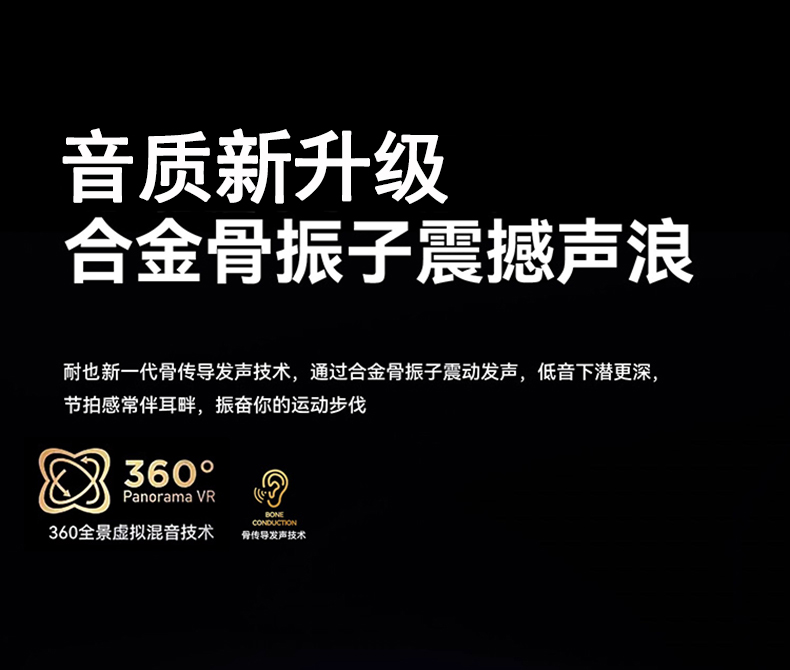 音质新升级
合金骨振子震撼声浪
耐也新一代骨传导发声技术，通过合金骨振子震动发声，低音下潜更深，
节拍感常伴耳畔，振奋你的运动步伐
360°
Panorama VR
360全景虚拟混音技术
BONE
CONDUCTION
骨传导发声技术